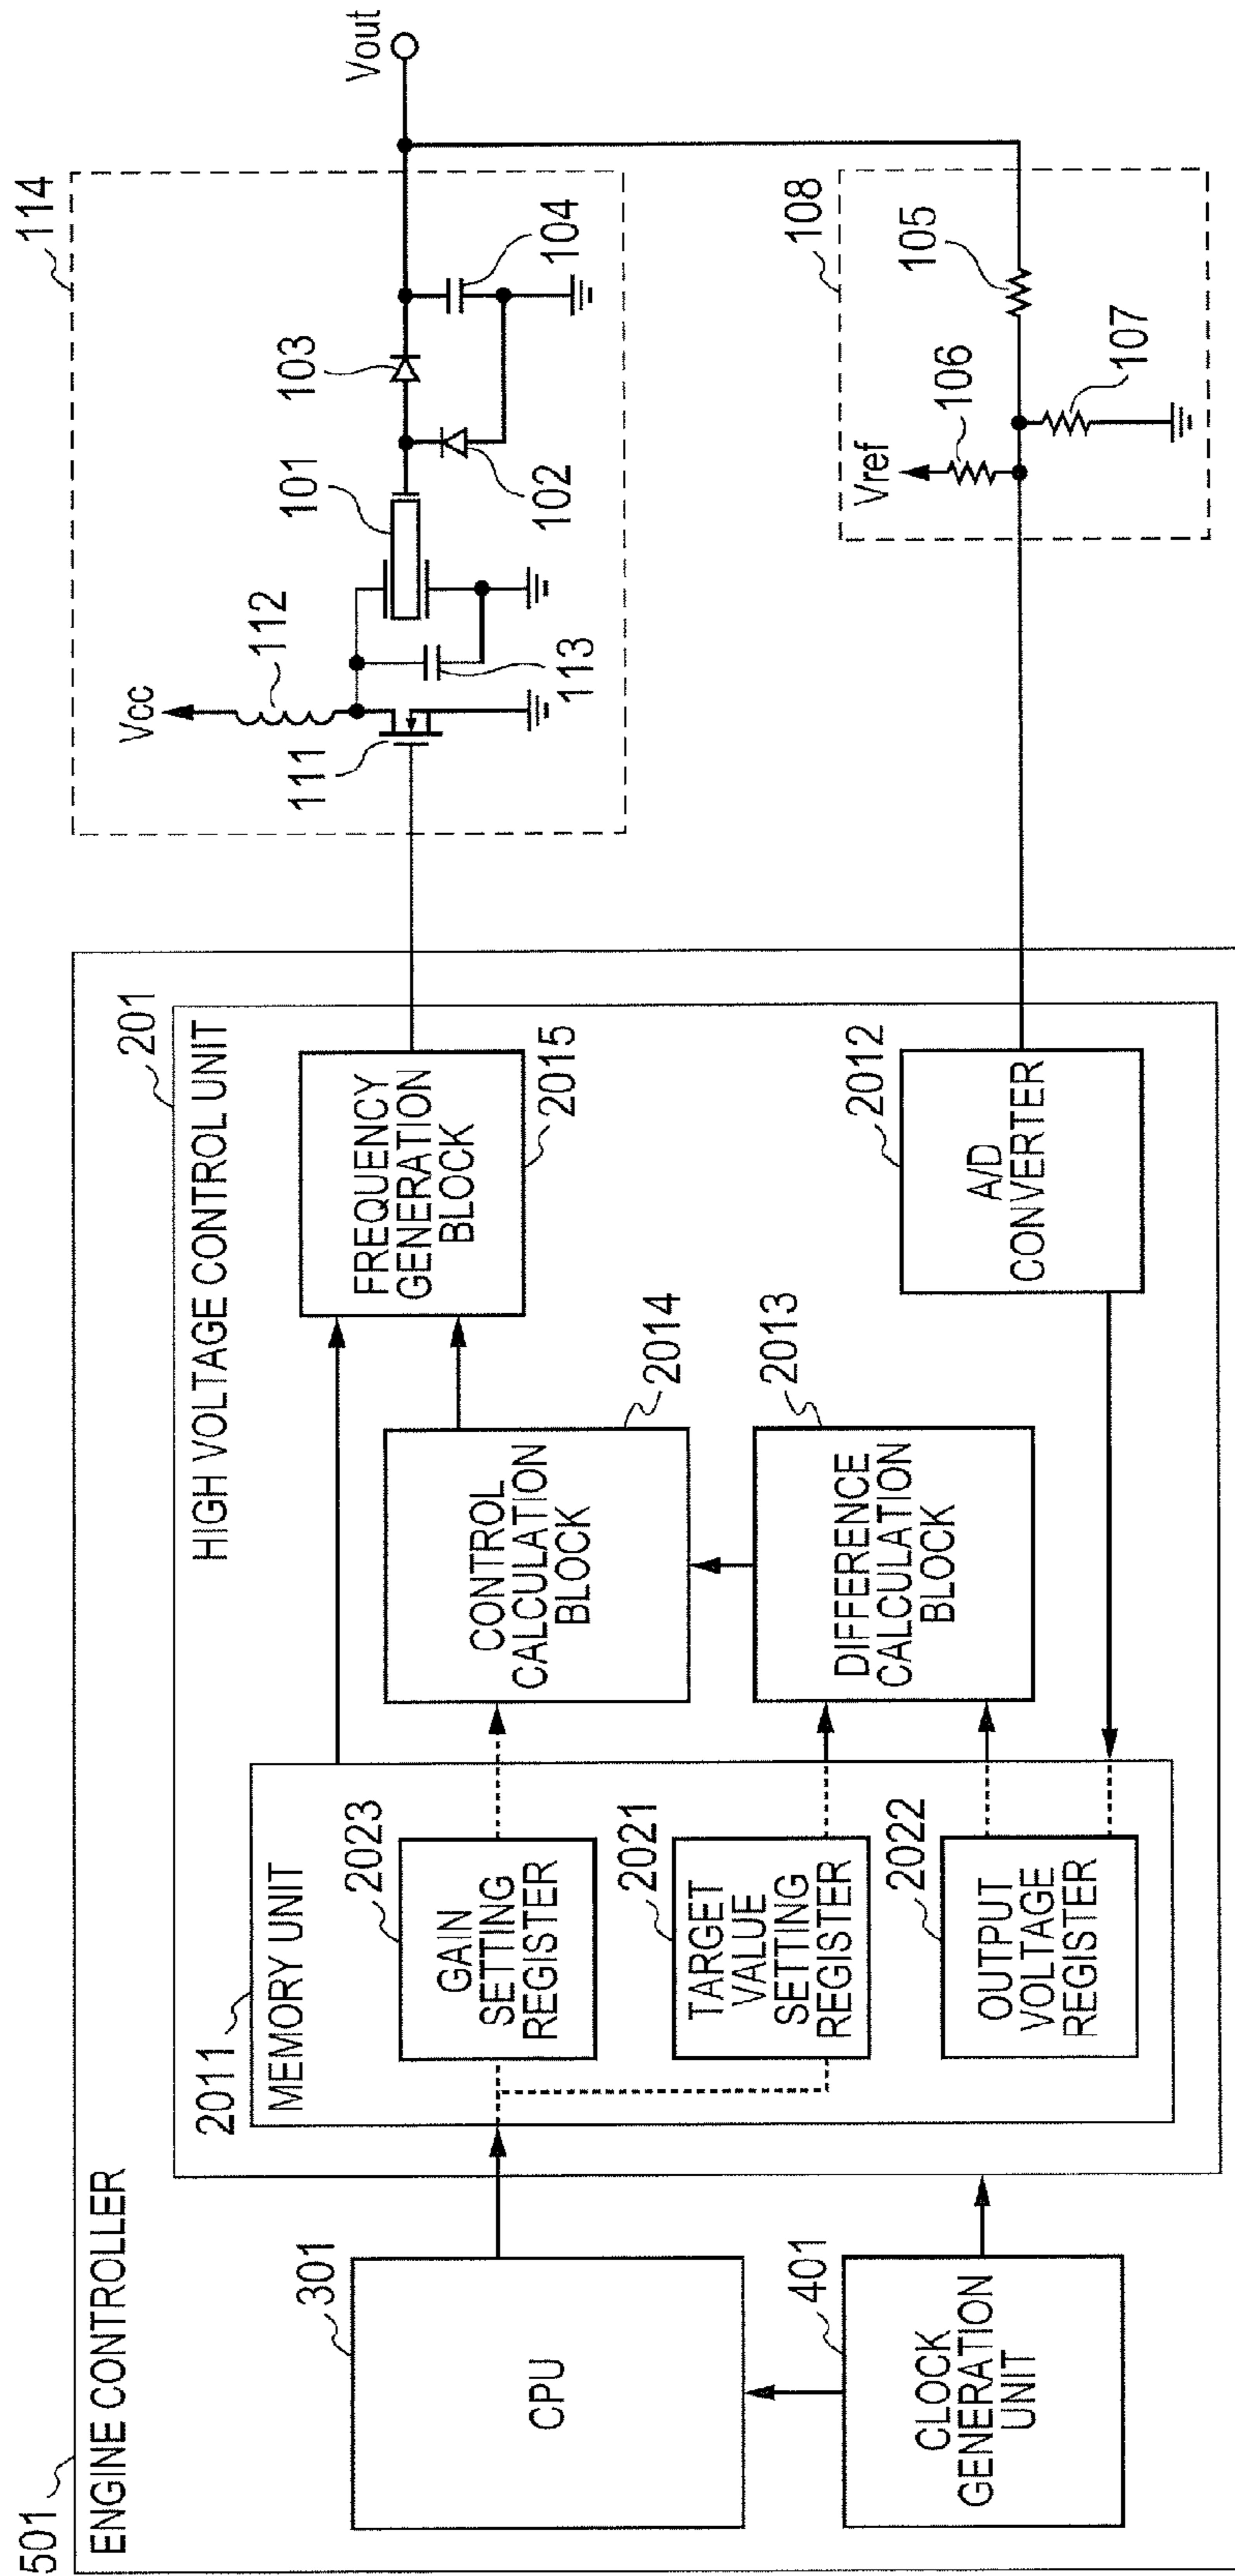 501
ENGINE CONTROLLER
201
HIGH VOLTAGE CONTROL UNIT
2011
MEMORY UNIT
301
CPU
401
CLOCK
GENERATION
UNIT
2023
GAIN
SETTING
REGISTER
2021
TARGET
VALUE
SETTING
REGISTER
2022
OUTPUT
VOLTAGE
REGISTER
CONTROL
CALCULATION
BLOCK
2014
DIFFERENCE
CALCULATION
BLOCK
2013
FREQUENCY
GENERATION
BLOCK
2015
A/D
CONVERTER
2012
114
Vcc
112
111
113
101
102
103
104
Vout
108
Vref
106
105
107